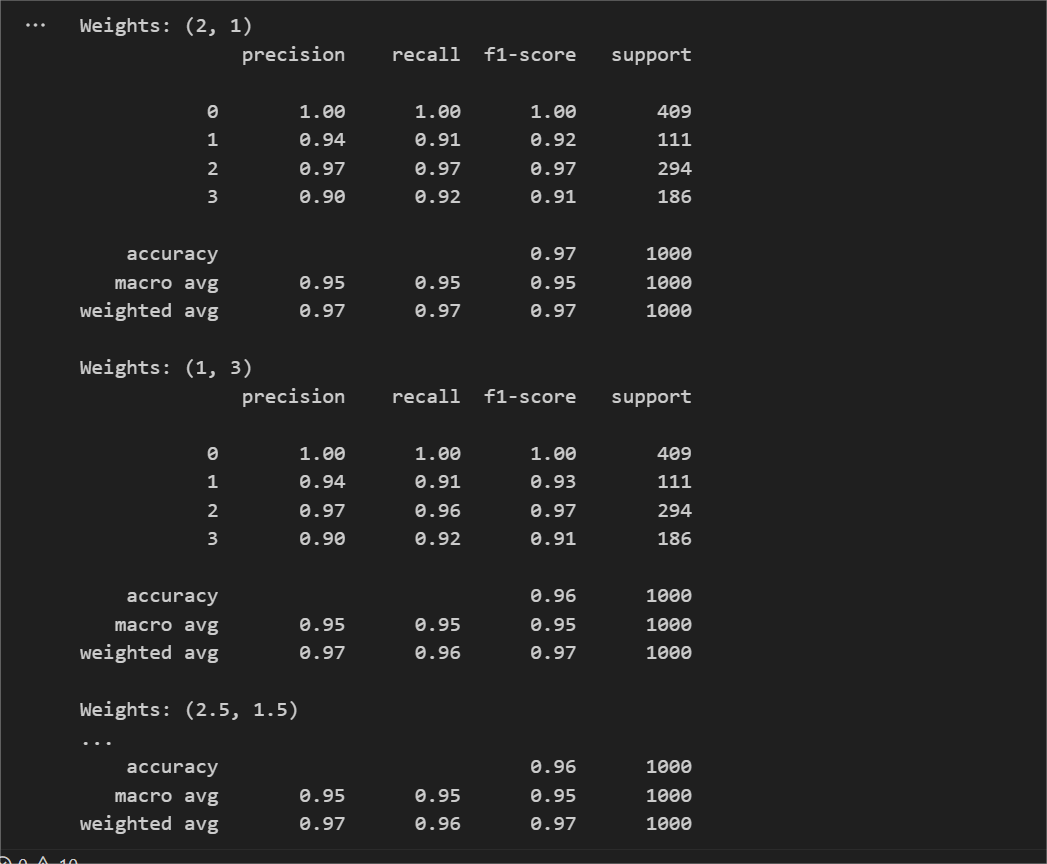 ...
Weights: (2, 1)
precision recall f1-score support
0 1.00 1.00 1.00 409
1 0.94 0.91 0.92 111
2 0.97 0.97 0.97 294
3 0.90 0.92 0.91 186
accuracy 0.97 1000
macro avg 0.95 0.95 0.95 1000
weighted avg 0.97 0.97 0.97 1000
Weights: (1, 3)
precision recall f1-score support
0 1.00 1.00 1.00 409
1 0.94 0.91 0.93 111
2 0.97 0.96 0.97 294
3 0.90 0.92 0.91 186
accuracy 0.96 1000
macro avg 0.95 0.95 0.95 1000
weighted avg 0.97 0.96 0.97 1000
Weights: (2.5, 1.5)
...
accuracy 0.96 1000
macro avg 0.95 0.95 0.95 1000
weighted avg 0.97 0.96 0.97 1000